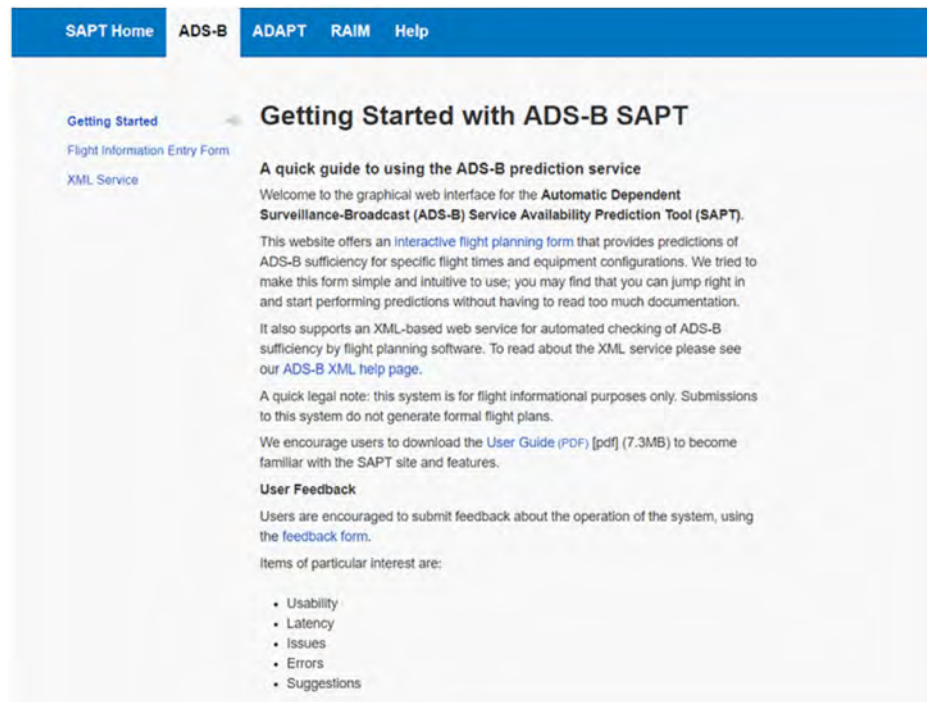 SAPT Home ADS-B ADAPT RAIM Help
Getting Started
Flight Information Entry Form
XML Service
Getting Started with ADS-B SAPT
A quick guide to using the ADS-B prediction service
Welcome to the graphical web interface for the Automatic Dependent
Surveillance-Broadcast (ADS-B) Service Availability Prediction Tool (SAPT).
This website offers an interactive flight planning form that provides predictions of
ADS-B sufficiency for specific flight times and equipment configurations. We tried to
make this form simple and intuitive to use; you may find that you can jump right in
and start performing predictions without having to read too much documentation.
It also supports an XML-based web service for automated checking of ADS-B
sufficiency by flight planning software. To read about the XML service please see
our ADS-B XML help page.
A quick legal note: this system is for flight informational purposes only. Submissions
to this system do not generate formal flight plans.
We encourage users to download the User Guide (PDF) [pdf] (7.3MB) to become
familiar with the SAPT site and features.
User Feedback
Users are encouraged to submit feedback about the operation of the system, using
the feedback form.
Items of particular interest are:
• Usability
• Latency
• Issues
• Errors
• Suggestions